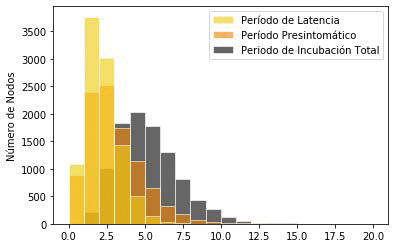 Período de Latencia
Período Presintomático
Periodo de Incubación Total
Número de Nodos
3500
3000
2500
2000
1500
1000
500
0
0.0 2.5 5.0 7.5 10.0 12.5 15.0 17.5 20.0